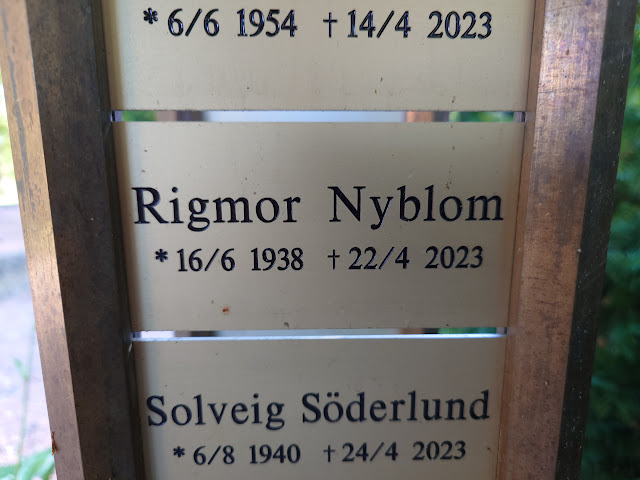 * 6/6 1954 † 14/4 2023
Rigmor Nyblom
* 16/6 1938 † 22/4 2023
Solveig Söderlund
* 6/8 1940 † 24/4 2023